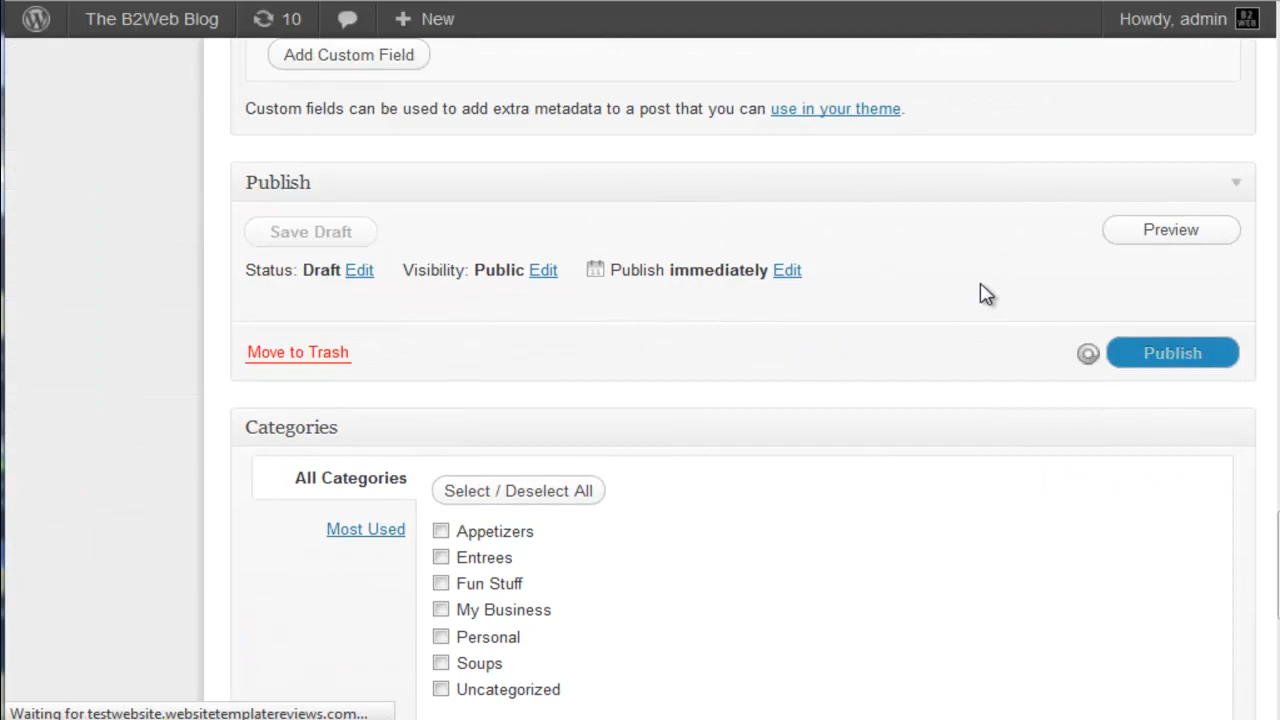 The B2Web Blog 10 New Howdy, admin B2 WEB
Add Custom Field
Custom fields can be used to add extra metadata to a post that you can use in your theme.
Publish
Save Draft Preview
Status: Draft Edit Visibility: Public Edit Publish immediately Edit
Move to Trash Publish
Categories
All Categories Select / Deselect All
Most Used Appetizers
Entrees
Fun Stuff
My Business
Personal
Soups
Uncategorized
Waiting for testwebsite.websitetemplatereviews.com...